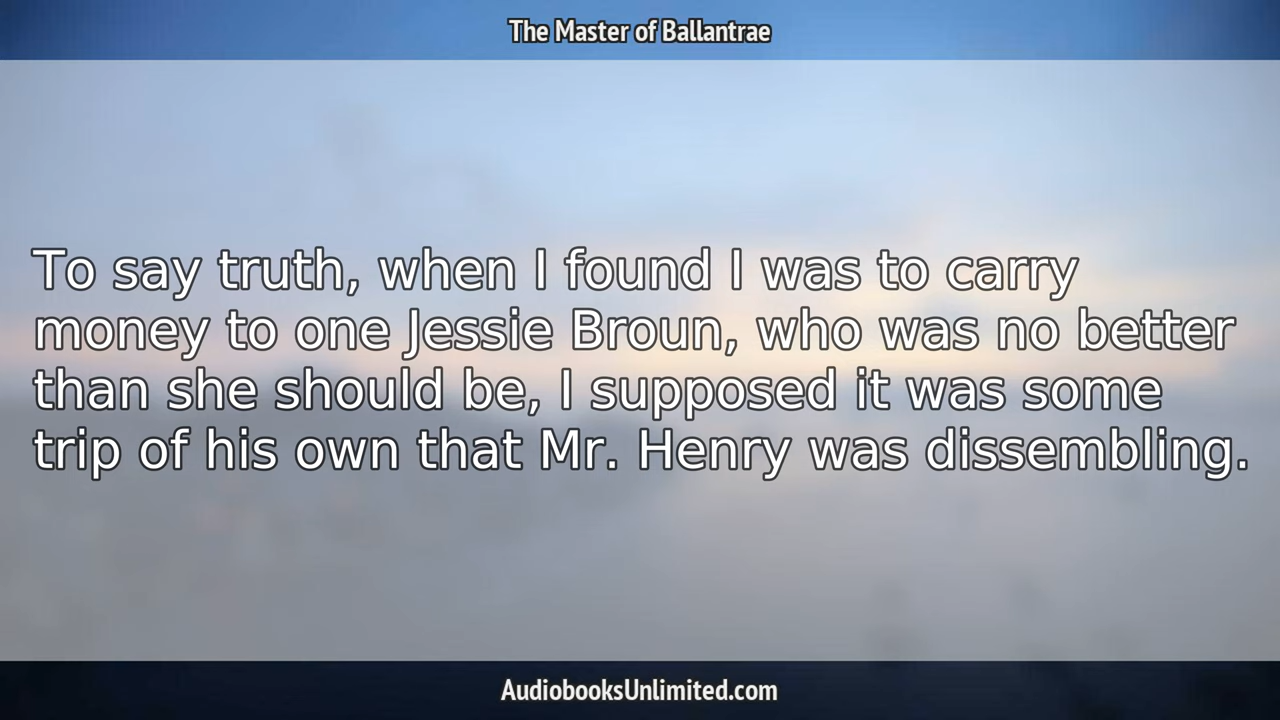 The Master of Ballantrae
To say truth, when I found I was to carry
money to one Jessie Broun, who was no better
than she should be, I supposed it was some
trip of his own that Mr. Henry was dissembling.
AudiobooksUnlimited.com